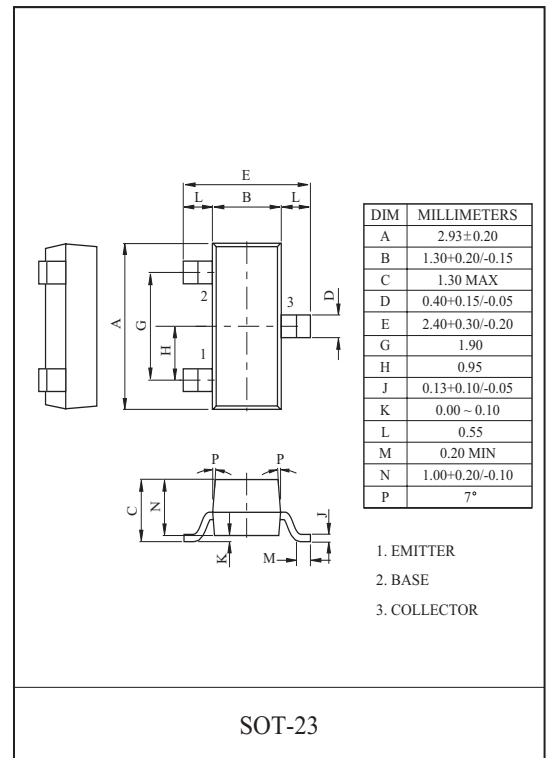 E
L B L
A
G
H
2
1
3
D
P P
C
N
K
M
J
DIM MILLIMETERS
A 2.93±0.20
B 1.30+0.20/-0.15
C 1.30 MAX
D 0.40+0.15/-0.05
E 2.40+0.30/-0.20
G 1.90
H 0.95
J 0.13+0.10/-0.05
K 0.00 ~ 0.10
L 0.55
M 0.20 MIN
N 1.00+0.20/-0.10
P 7°
1. EMITTER
2. BASE
3. COLLECTOR
SOT-23